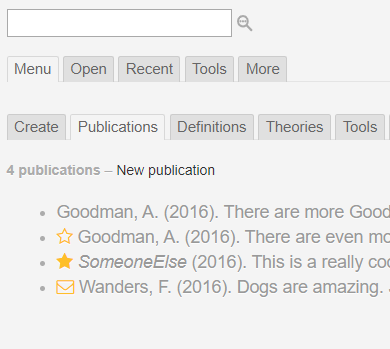 Menu Open Recent Tools More
Create Publications Definitions Theories Tools
4 publications – New publication
Goodman, A. (2016). There are more Good
Goodman, A. (2016). There are even mo
SomeoneElse (2016). This is a really coo
Wanders, F. (2016). Dogs are amazing.